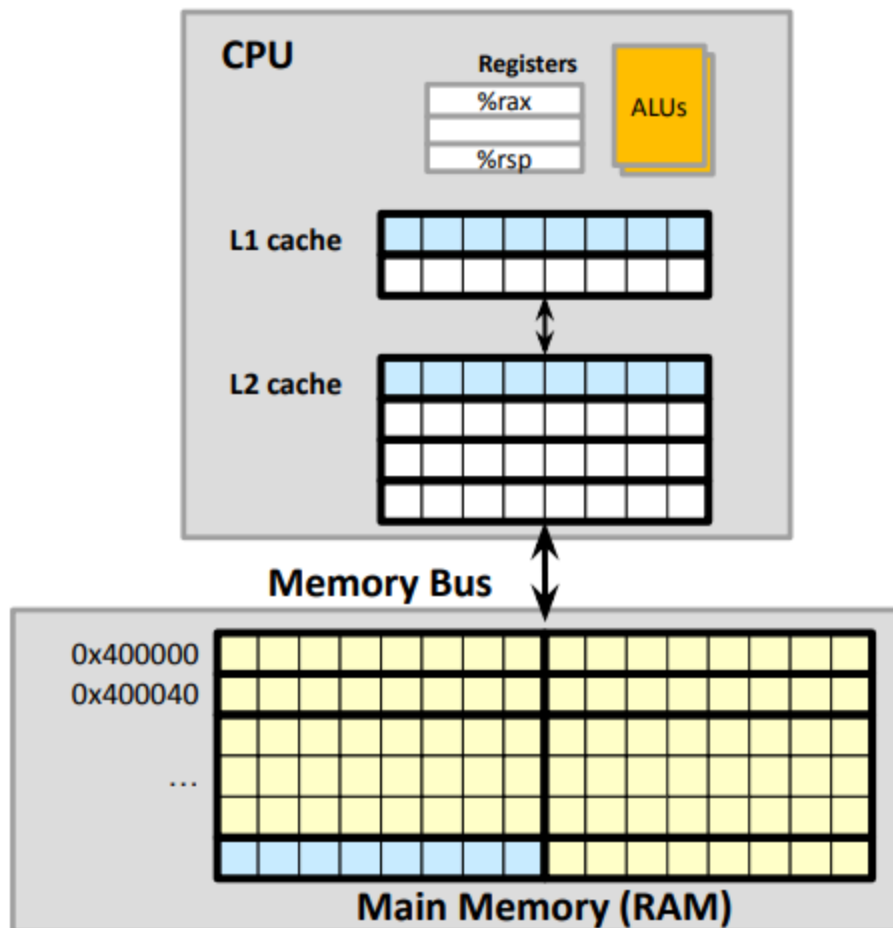 CPU
Registers
%rax
ALUs
%rsp
L1 cache
L2 cache
Memory Bus
0x400000
0x400040
...
Main Memory (RAM)